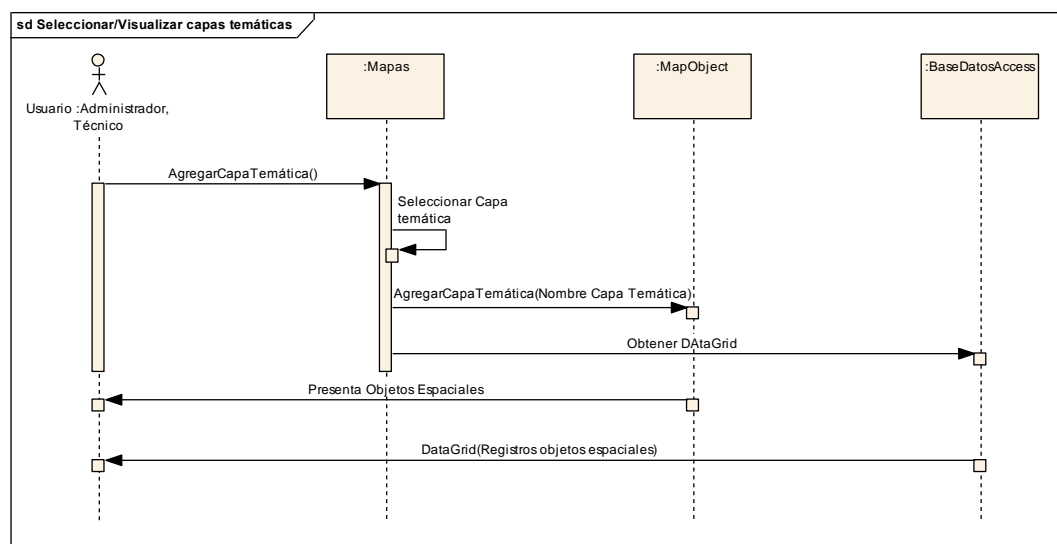 sd Seleccionar/Visualizar capas temáticas
Usuario :Administrador,
Técnico
:Mapas
:MapObject
:BaseDatosAccess
AgregarCapaTemática()
Seleccionar Capa
temática
AgregarCapaTemática(Nombre Capa Temática)
Obtener DAtaGrid
Presenta Objetos Espaciales
DataGrid(Registros objetos espaciales)